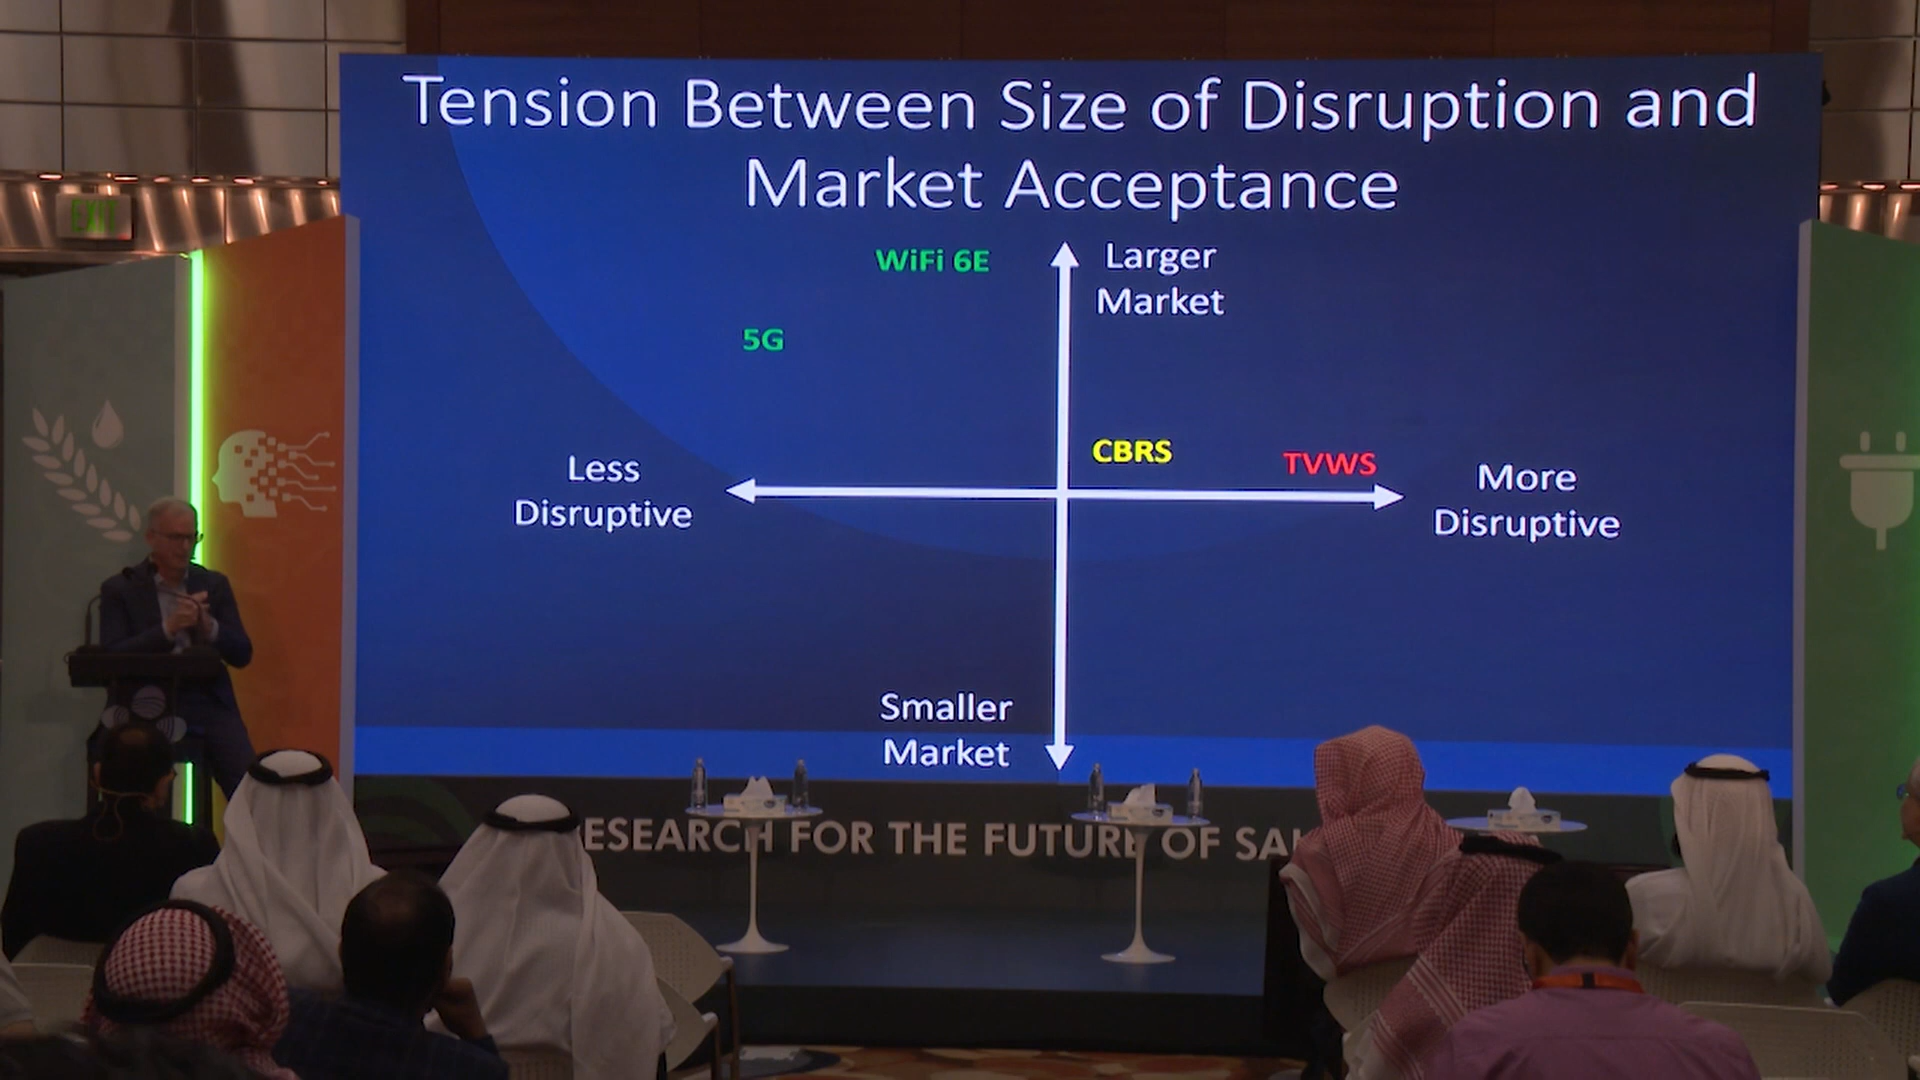 Tension Between Size of Disruption and
Market Acceptance
EXIT
WiFi 6E
Larger
Market
5G
CBRS
TVWS
Less
Disruptive
More
Disruptive
Smaller
Market
ESEARCH FOR THE FUTURE OF SAU